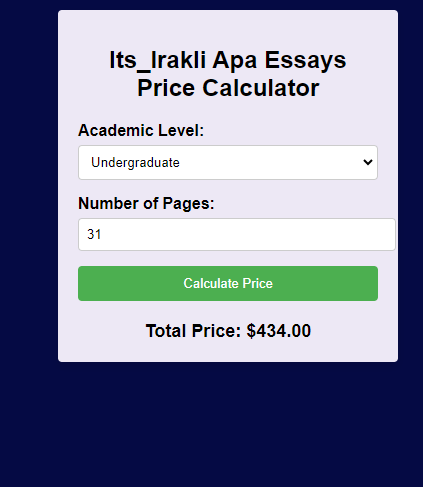 Its_Irakli Apa Essays
Price Calculator
Academic Level:
Undergraduate
Number of Pages:
31
Calculate Price
Total Price: $434.00